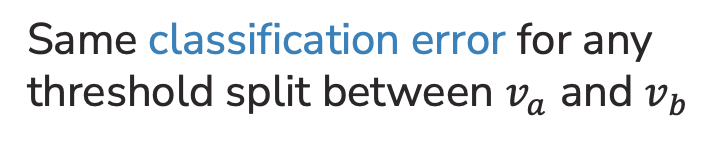 Same classification error for any
threshold split between vₐ and v_b